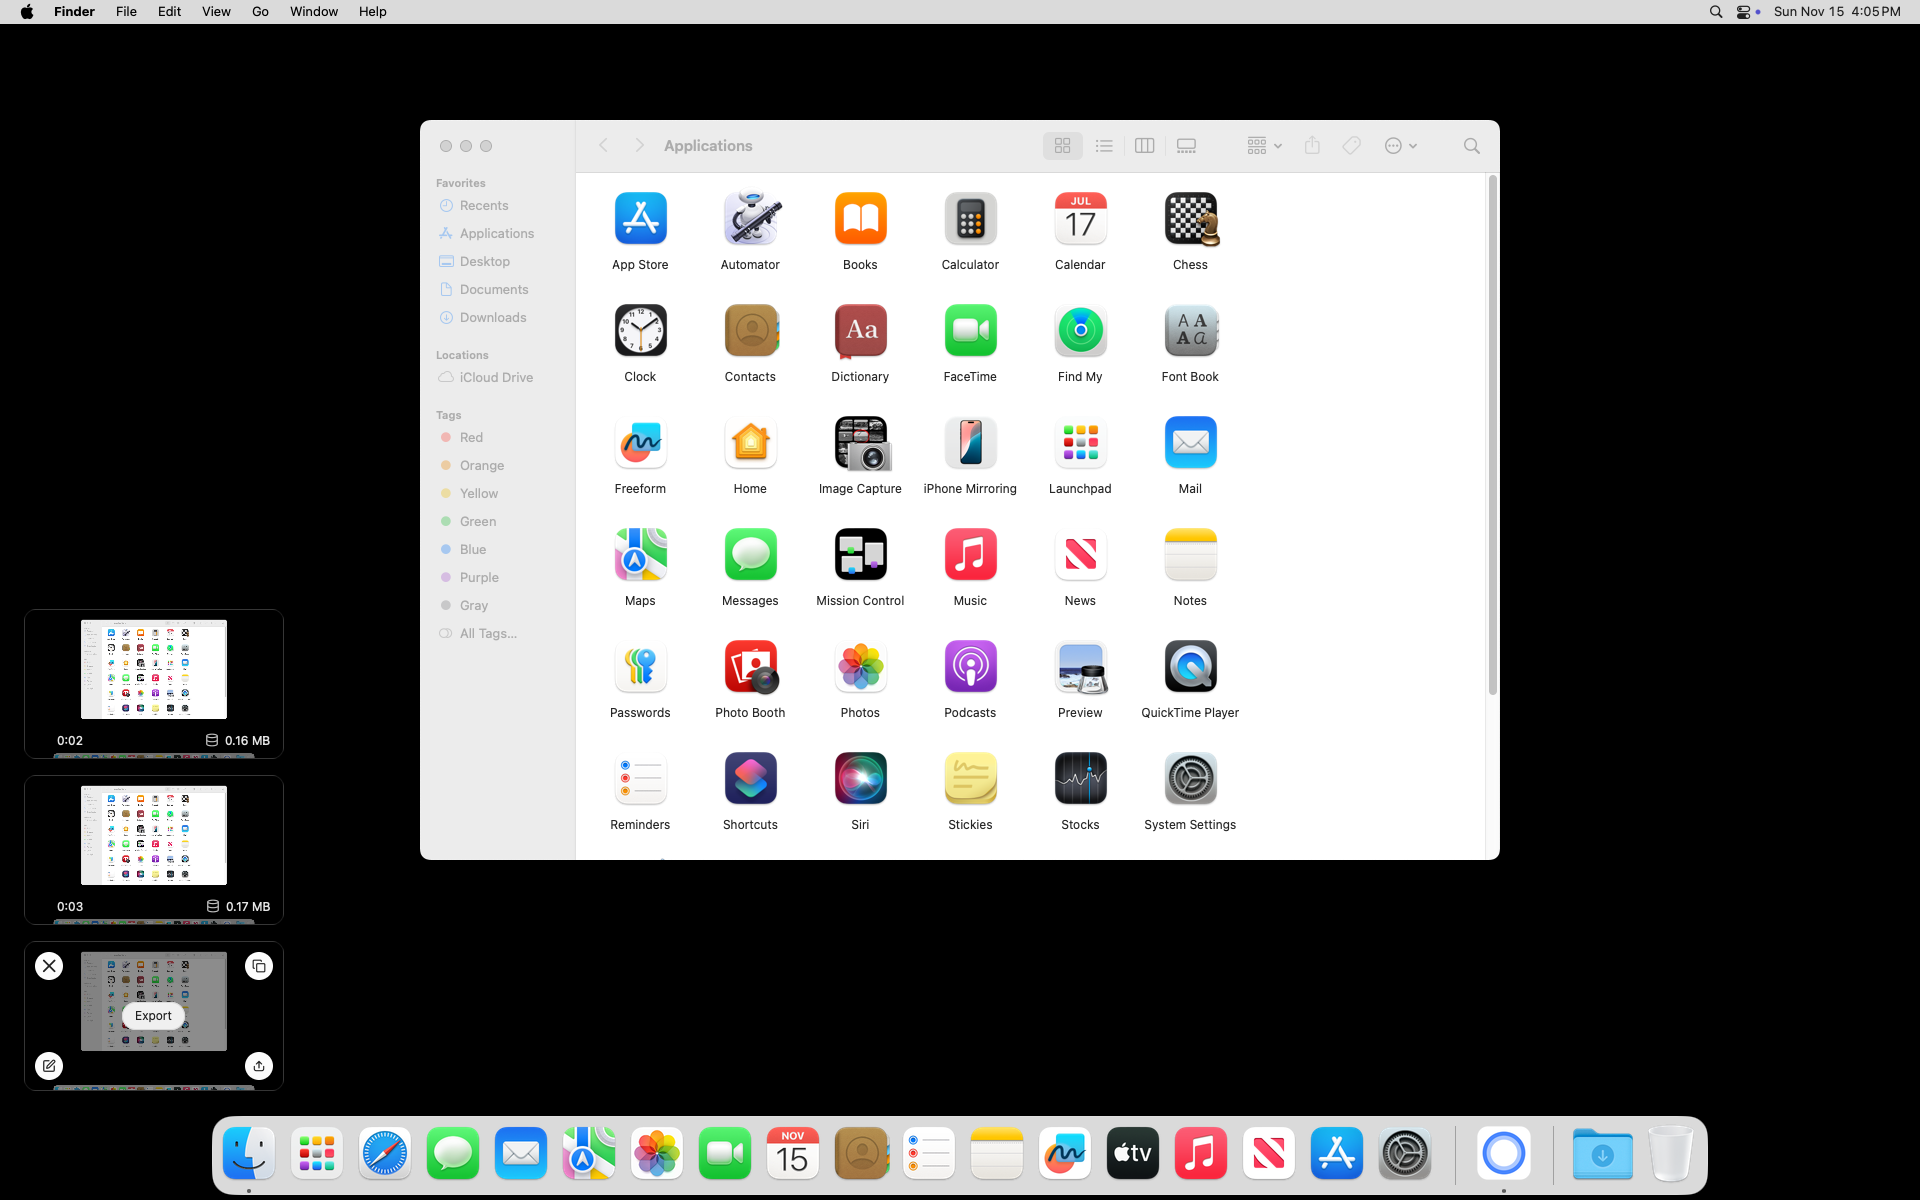 Finder File Edit View Go Window Help
Sun Nov 15 4:05 PM
Applications
Favorites
Recents
Applications
Desktop
Documents
Downloads
Locations
iCloud Drive
Tags
Red
Orange
Yellow
Green
Blue
Purple
Gray
All Tags...
JUL
17
App Store Automator Books Calculator Calendar Chess
Aa
Clock Contacts Dictionary FaceTime Find My Font Book
Freeform Home Image Capture iPhone Mirroring Launchpad Mail
Maps Messages Mission Control Music News Notes
Passwords Photo Booth Photos Podcasts Preview QuickTime Player
Reminders Shortcuts Siri Stickies Stocks System Settings
0:02 0.16 MB
0:03 0.17 MB
Export
NOV
15
tv